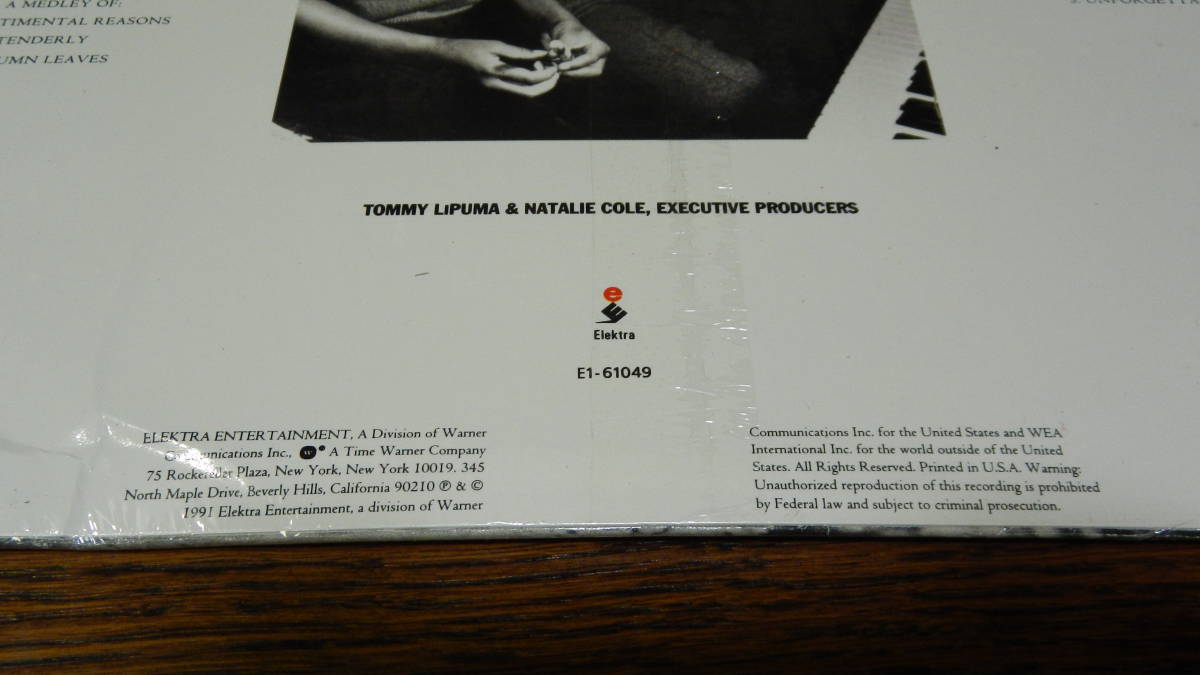 A MEDLEY OF:
TIMENTAL REASONS
TENDERLY
UMN LEAVES
TOMMY LiPUMA & NATALIE COLE, EXECUTIVE PRODUCERS
e
E
Elektra
E1-61049
ELEKTRA ENTERTAINMENT, A Division of Warner
Communications Inc., w A Time Warner Company
75 Rockefeller Plaza, New York, New York 10019. 345
North Maple Drive, Beverly Hills, California 90210 ℗ & ©
1991 Elektra Entertainment, a division of Warner
Communications Inc. for the United States and WEA
International Inc. for the world outside of the United
States. All Rights Reserved. Printed in U.S.A. Warning:
Unauthorized reproduction of this recording is prohibited
by Federal law and subject to criminal prosecution.